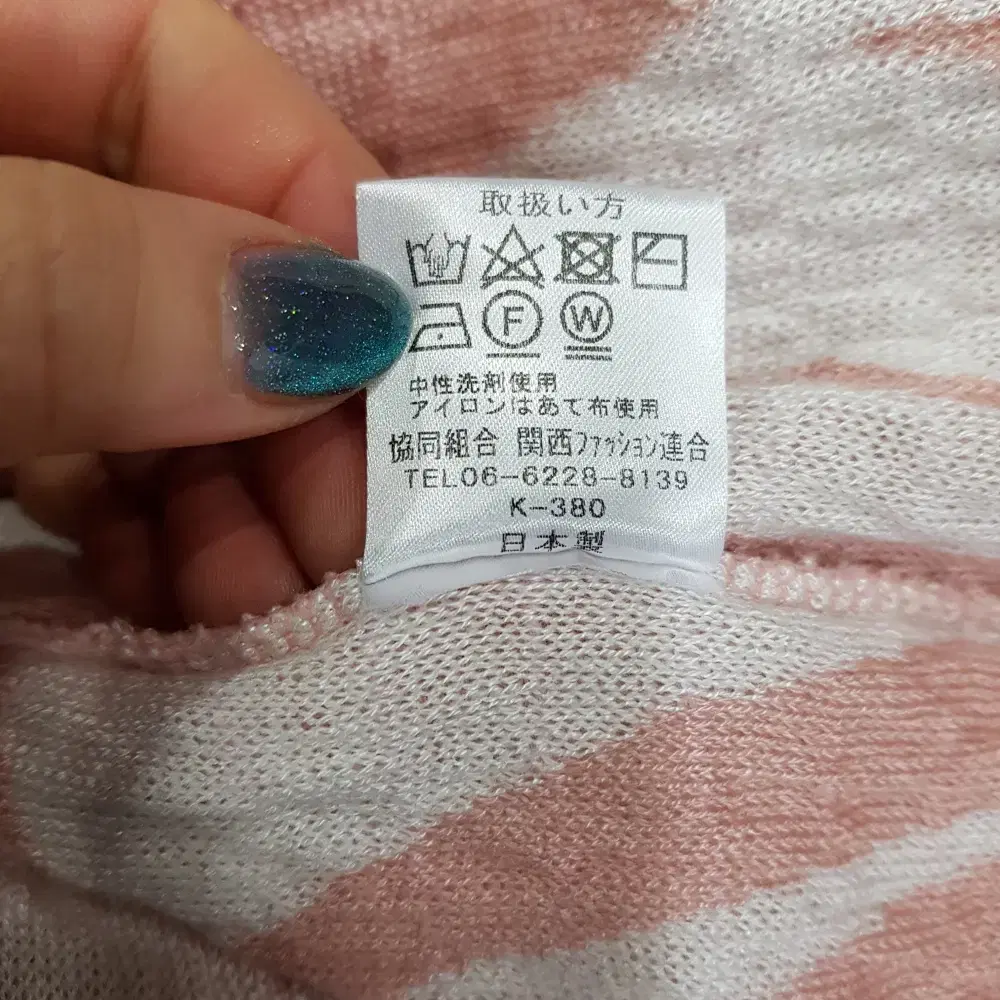 取扱い方
F W
中性洗剤使用
アイロンはあて布使用
協同組合 関西ファッション連合
TEL06-6228-8139
K-380
日本製